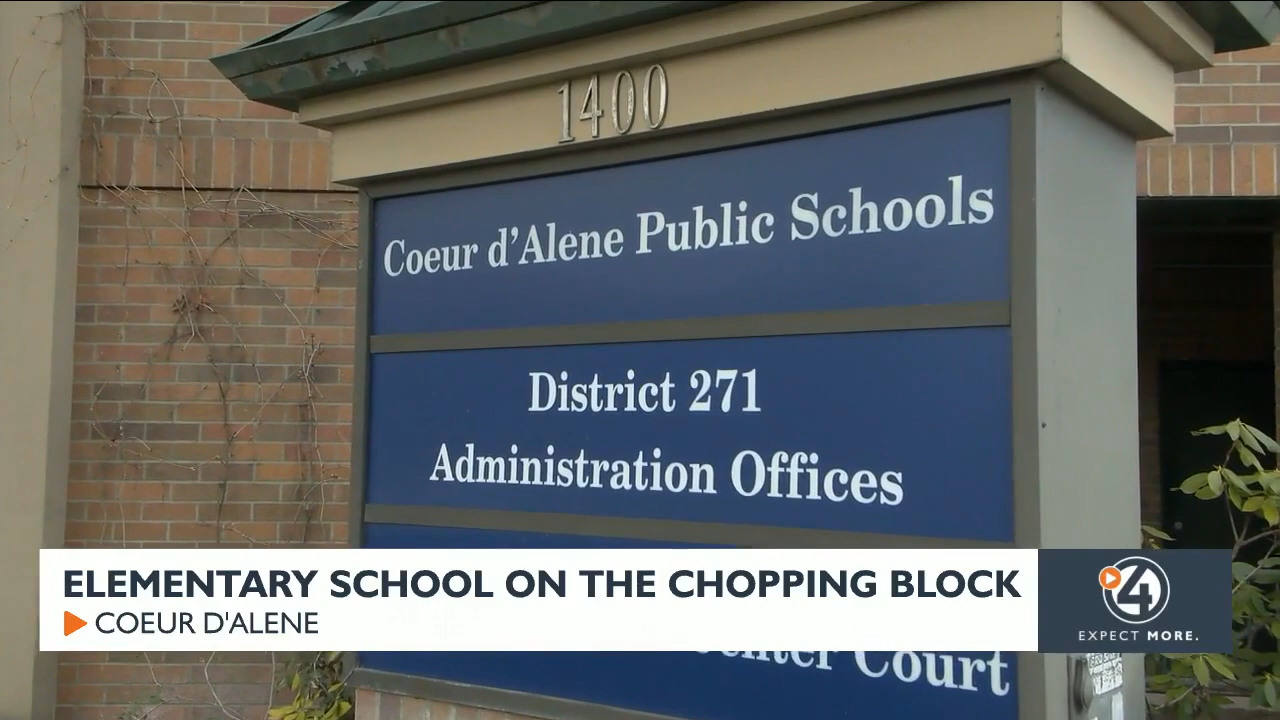 1400
Coeur d'Alene Public Schools
District 271
Administration Offices
Center Court
ELEMENTARY SCHOOL ON THE CHOPPING BLOCK
COEUR D'ALENE
4
EXPECT MORE.